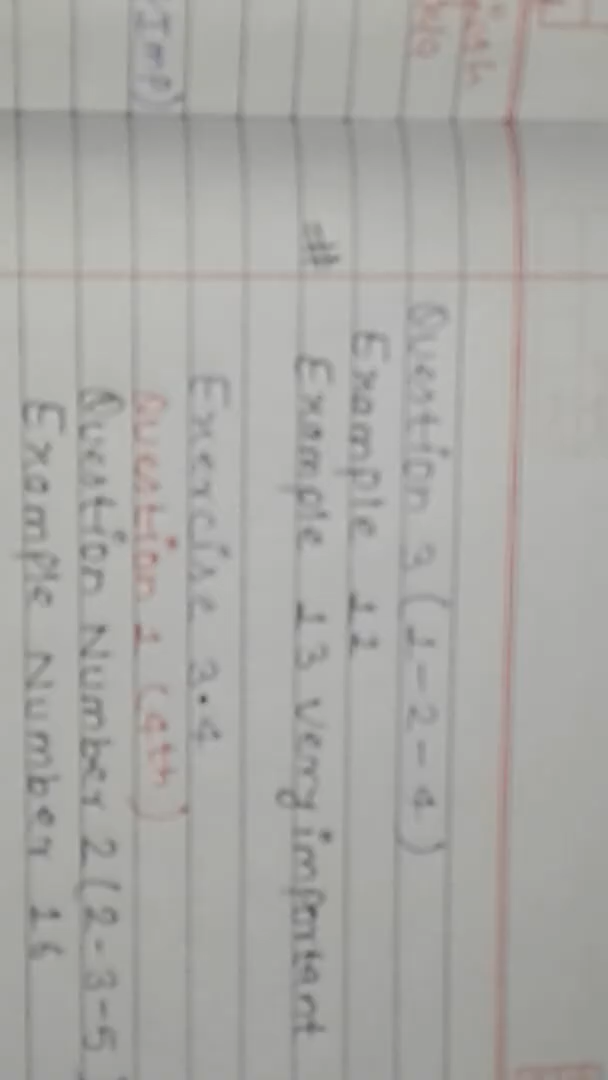 Question 3 (1-2-4)
Example 12
# Example 13 very important
Exercise 3.4
Question 1 (4th)
Imp)
Question Number 2 (2-3-5)
Example Number 16